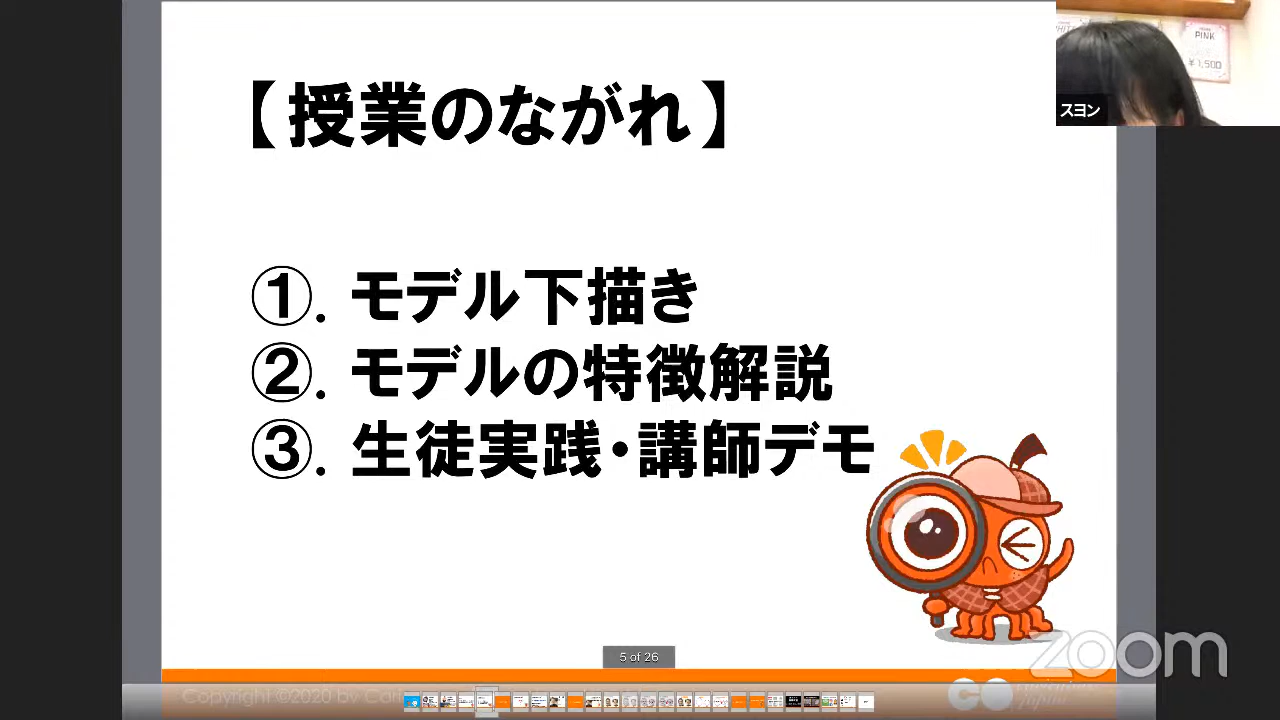 PINK
¥1,500
スヨン
【授業のながれ】
①. モデル下描き
②. モデルの特徴解説
③. 生徒実践・講師デモ
5 of 26
zoom
Copyright ©2020 by